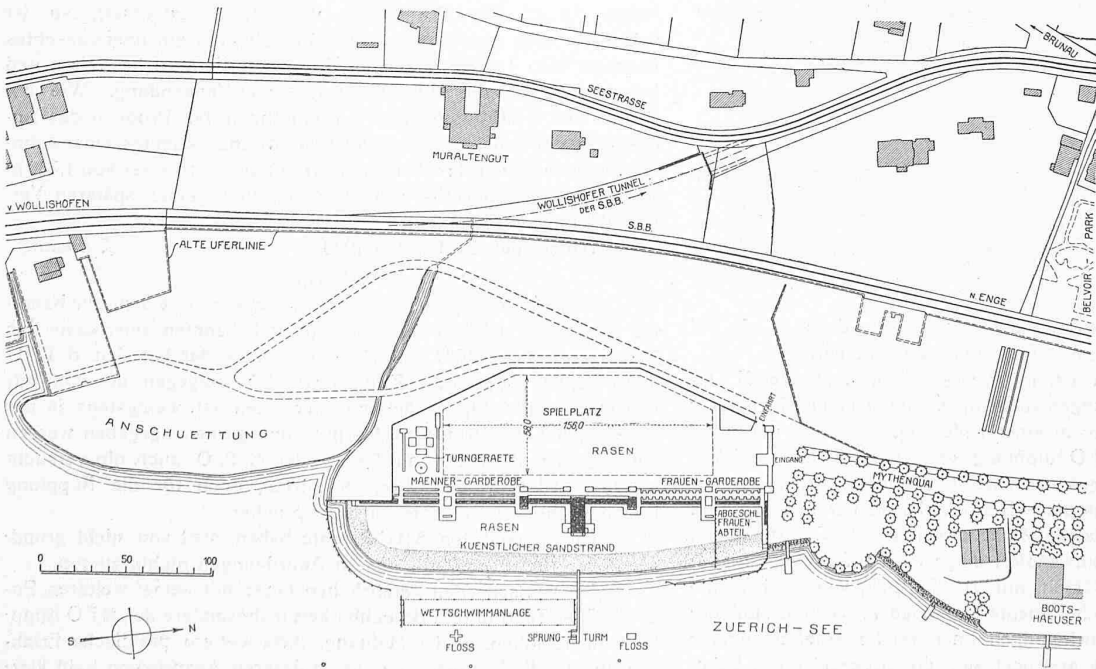 BRUNAU
SEESTRASSE
MURALTENGUT
WOLLISHOFER TUNNEL
DER S.B.B.
v WOLLISHOFEN
ALTE UFERLINIE
S.B.B.
N. ENGE
BELVOIR PARK
ANSCHUETTUNG
SPIELPLATZ
156,0
58,0
RASEN
TURNGERAETE
EINGANG
MAENNER-GARDEROBE
FRAUEN-GARDEROBE
MYTHENQUAI
RASEN
ABGESCHL.
FRAUEN-
ABTEIL.
KUENSTLICHER SANDSTRAND
0 50 100
WETTSCHWIMMANLAGE
S N
FLOSS
SPRUNG- TURM
FLOSS
ZUERICH-SEE
BOOTS-
HAEUSER